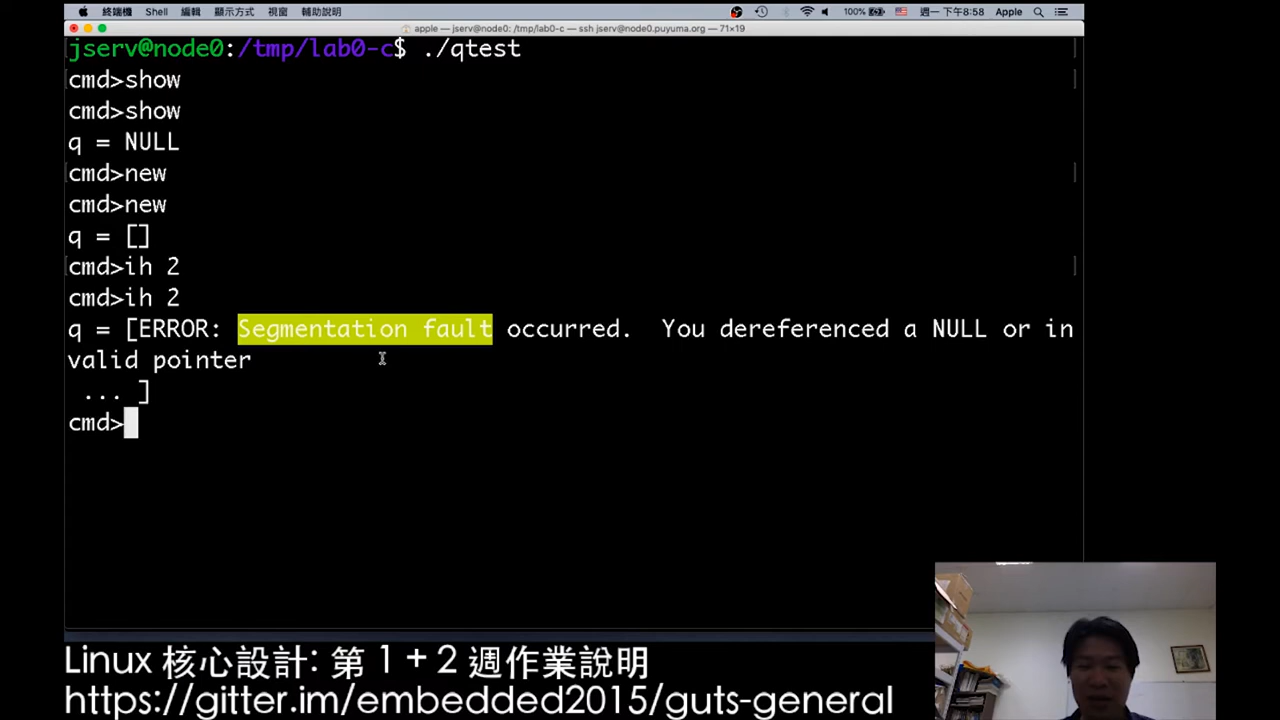 終端機 Shell 編輯 顯示方式 視窗 輔助說明 100% 週一 下午8:58 Apple
apple — jserv@node0: /tmp/lab0-c — ssh jserv@node0.puyuma.org — 71×19
jserv@node0:/tmp/lab0-c$ ./qtest
cmd>show
cmd>show
q = NULL
cmd>new
cmd>new
q = []
cmd>ih 2
cmd>ih 2
q = [ERROR: Segmentation fault occurred.  You dereferenced a NULL or in
valid pointer
 ... ]
cmd>
Linux 核心設計: 第 1 + 2 週作業說明
https://gitter.im/embedded2015/guts-general